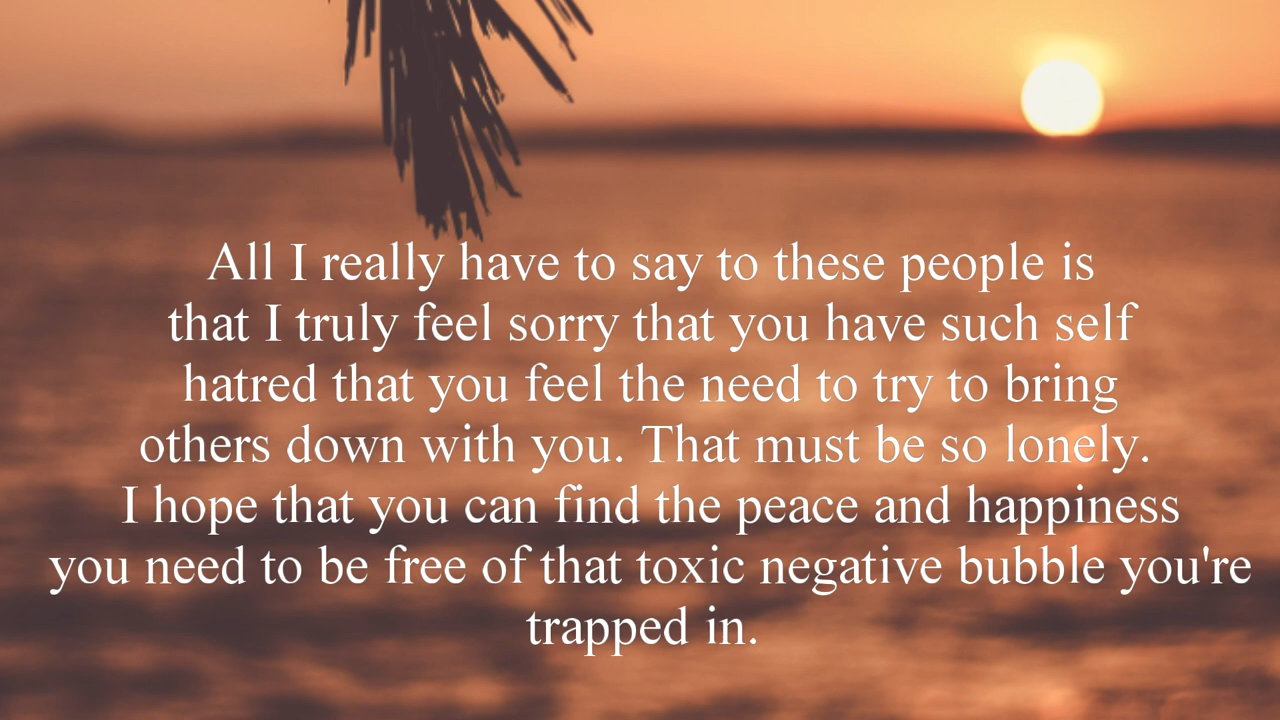 All I really have to say to these people is
that I truly feel sorry that you have such self
hatred that you feel the need to try to bring
others down with you. That must be so lonely.
I hope that you can find the peace and happiness
you need to be free of that toxic negative bubble you're
trapped in.